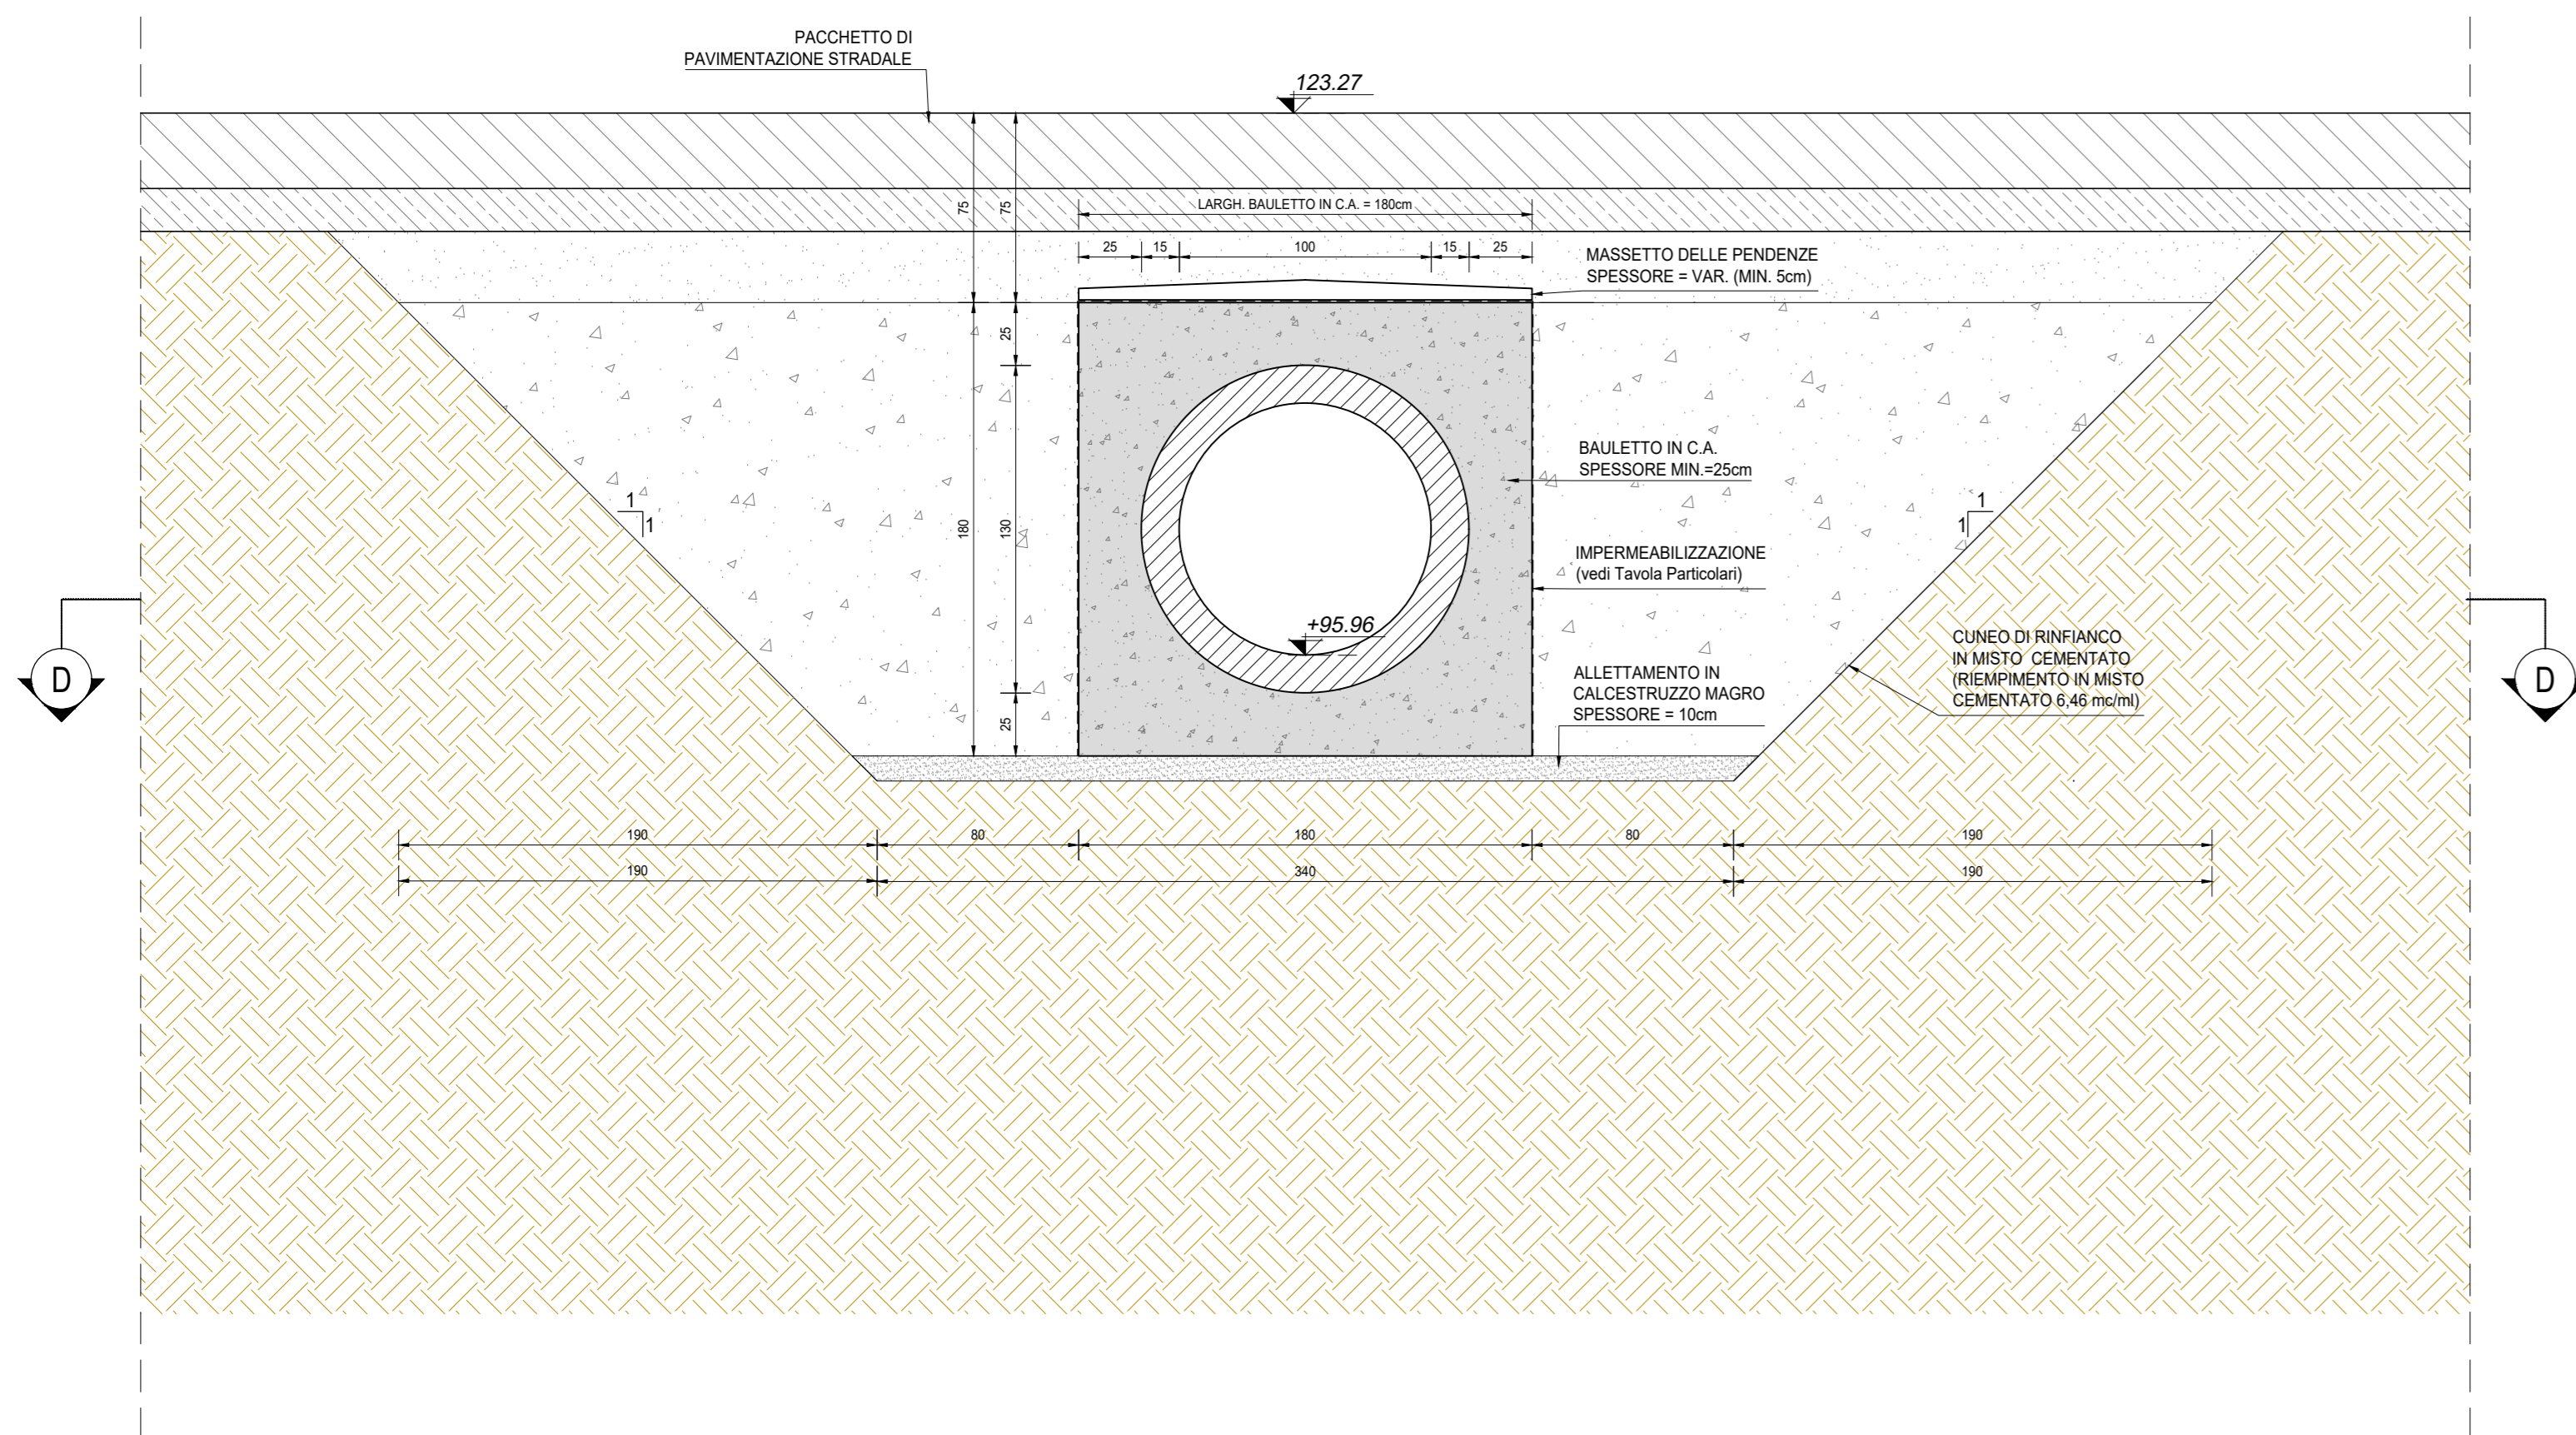 PACCHETTO DI
PAVIMENTAZIONE STRADALE
123.27
75
75
LARGH. BAULETTO IN C.A. = 180cm
25
15
100
15
25
MASSETTO DELLE PENDENZE
SPESSORE = VAR. (MIN. 5cm)
25
BAULETTO IN C.A.
SPESSORE MIN.=25cm
1
1
180
130
1
1
IMPERMEABILIZZAZIONE
(vedi Tavola Particolari)
+95.96
CUNEO DI RINFIANCO
IN MISTO CEMENTATO
(RIEMPIMENTO IN MISTO
CEMENTATO 6,46 mc/ml)
D
D
ALLETTAMENTO IN
CALCESTRUZZO MAGRO
SPESSORE = 10cm
25
190
80
180
80
190
190
340
190